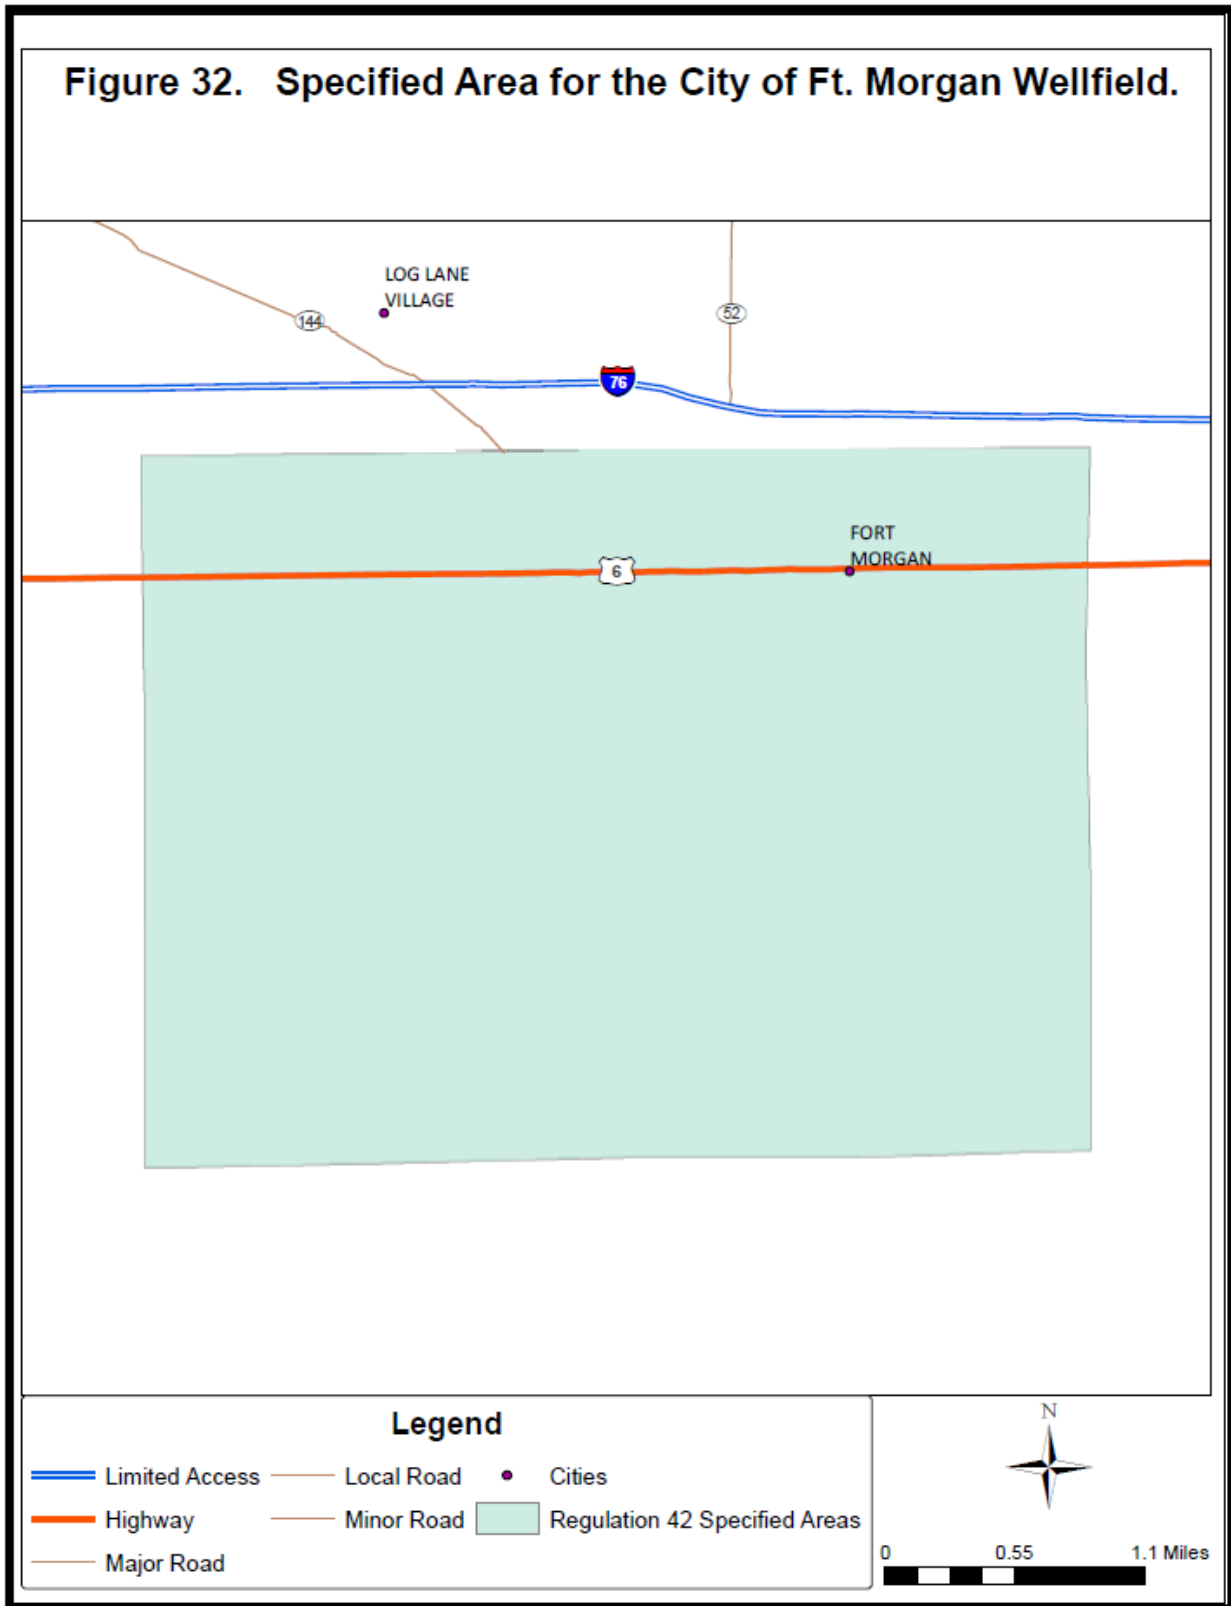 Figure 32. Specified Area for the City of Ft. Morgan Wellfield.
LOG LANE
VILLAGE
144
52
76
FORT
MORGAN
6
Legend
Limited Access
Local Road
Cities
Highway
Minor Road
Regulation 42 Specified Areas
Major Road
N
0 0.55 1.1 Miles